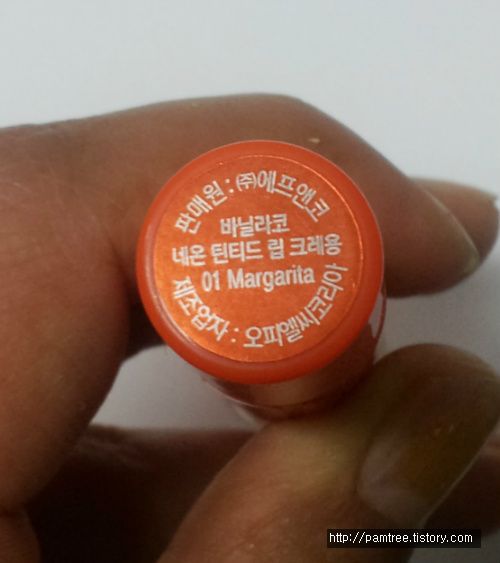 판매원 : ㈜에프앤코
바닐라코
네온 틴티드 립 크레용
01 Margarita
제조업자 · 오피엘씨코리아
http://pamtree.tistory.com